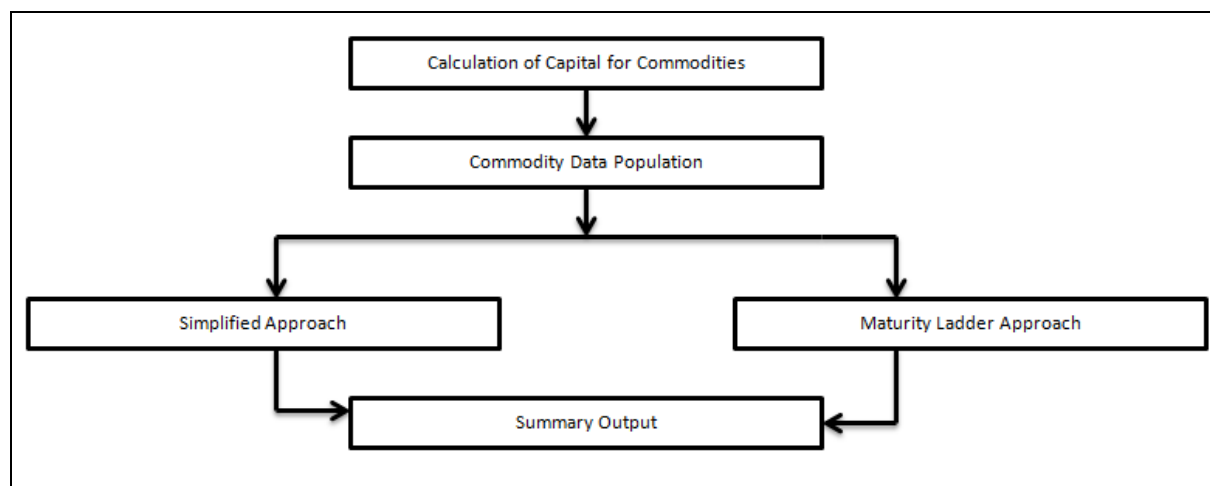 Calculation of Capital for Commodities
Commodity Data Population
Simplified Approach
Maturity Ladder Approach
Summary Output